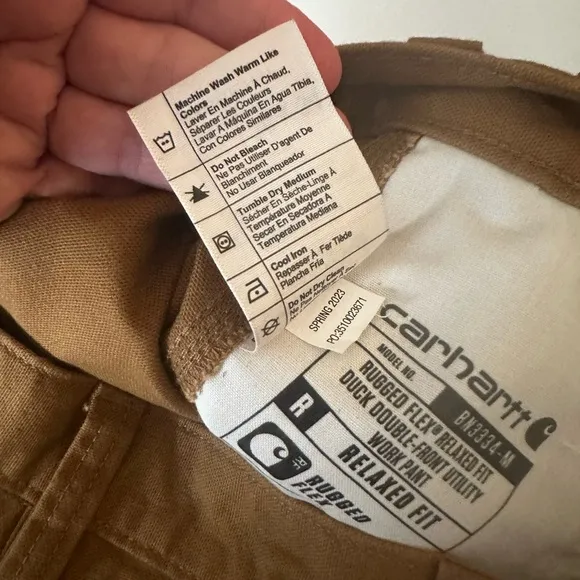 Machine Wash Warm Like
Colors
Laver En Machine À Chaud,
Séparer Les Couleurs
Lavar A Máquina En Agua Tibia,
Con Colores Similares
Do Not Bleach
Ne Pas Utiliser D'agent De
Blanchiment
No Usar Blanqueador
Tumble Dry Medium
Sécher En Sèche-Linge À
Température Moyenne
Secar En Secadora A
Temperatura Mediana
Cool Iron
Repasser À Fer Tiède
Plancha Fría
Do Not Dry Clean
SPRING 2023
PO:3510023671
carhartt
MODEL NO. BN3334-M
RUGGED FLEX® RELAXED FIT
DUCK DOUBLE-FRONT UTILITY
WORK PANT
R RELAXED FIT
RUGGED
FLEX